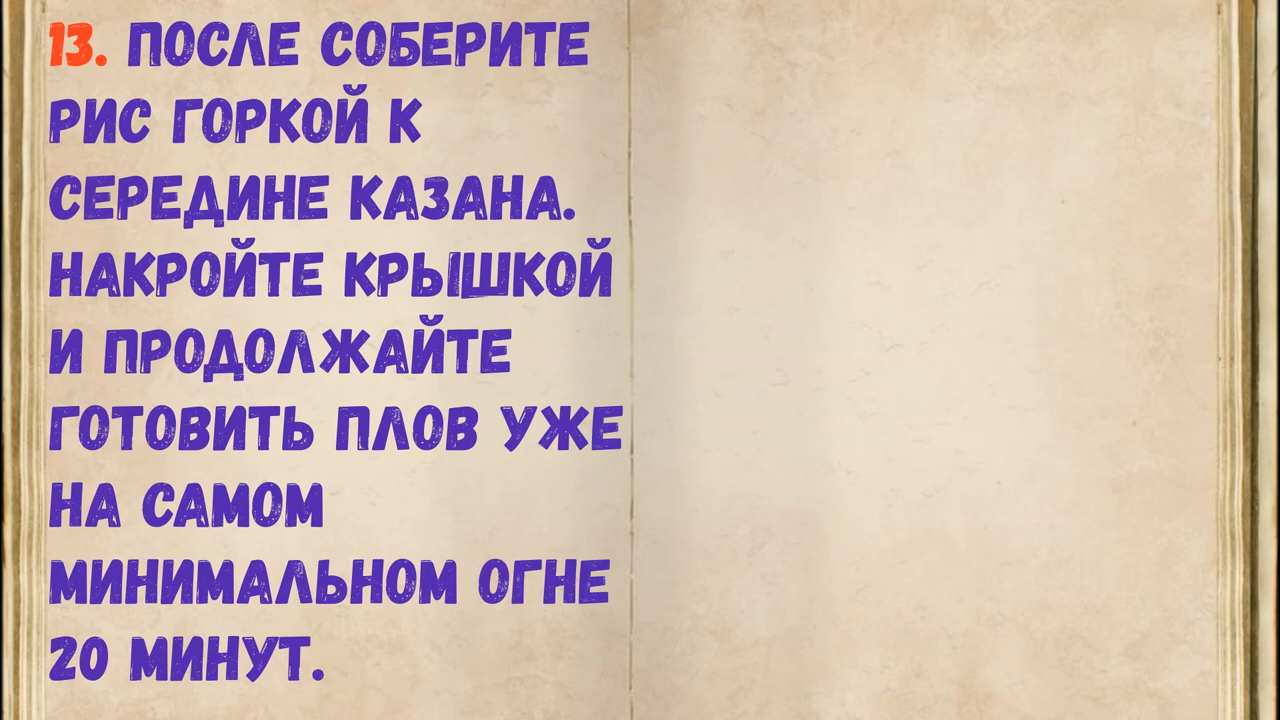 13. ПОСЛЕ СОБЕРИТЕ
РИС ГОРКОЙ К
СЕРЕДИНЕ КАЗАНА.
НАКРОЙТЕ КРЫШКОЙ
И ПРОДОЛЖАЙТЕ
ГОТОВИТЬ ПЛОВ УЖЕ
НА САМОМ
МИНИМАЛЬНОМ ОГНЕ
20 МИНУТ.